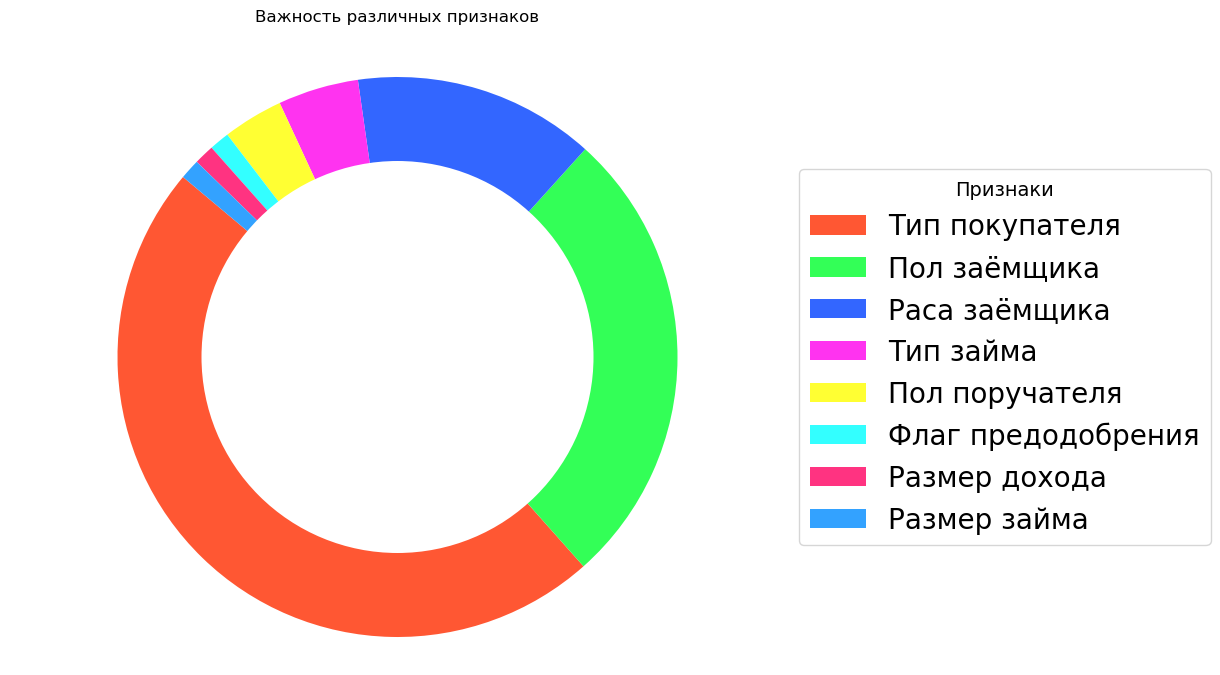 Важность различных признаков
Признаки
Тип покупателя
Пол заёмщика
Раса заёмщика
Тип займа
Пол поручателя
Флаг предодобрения
Размер дохода
Размер займа